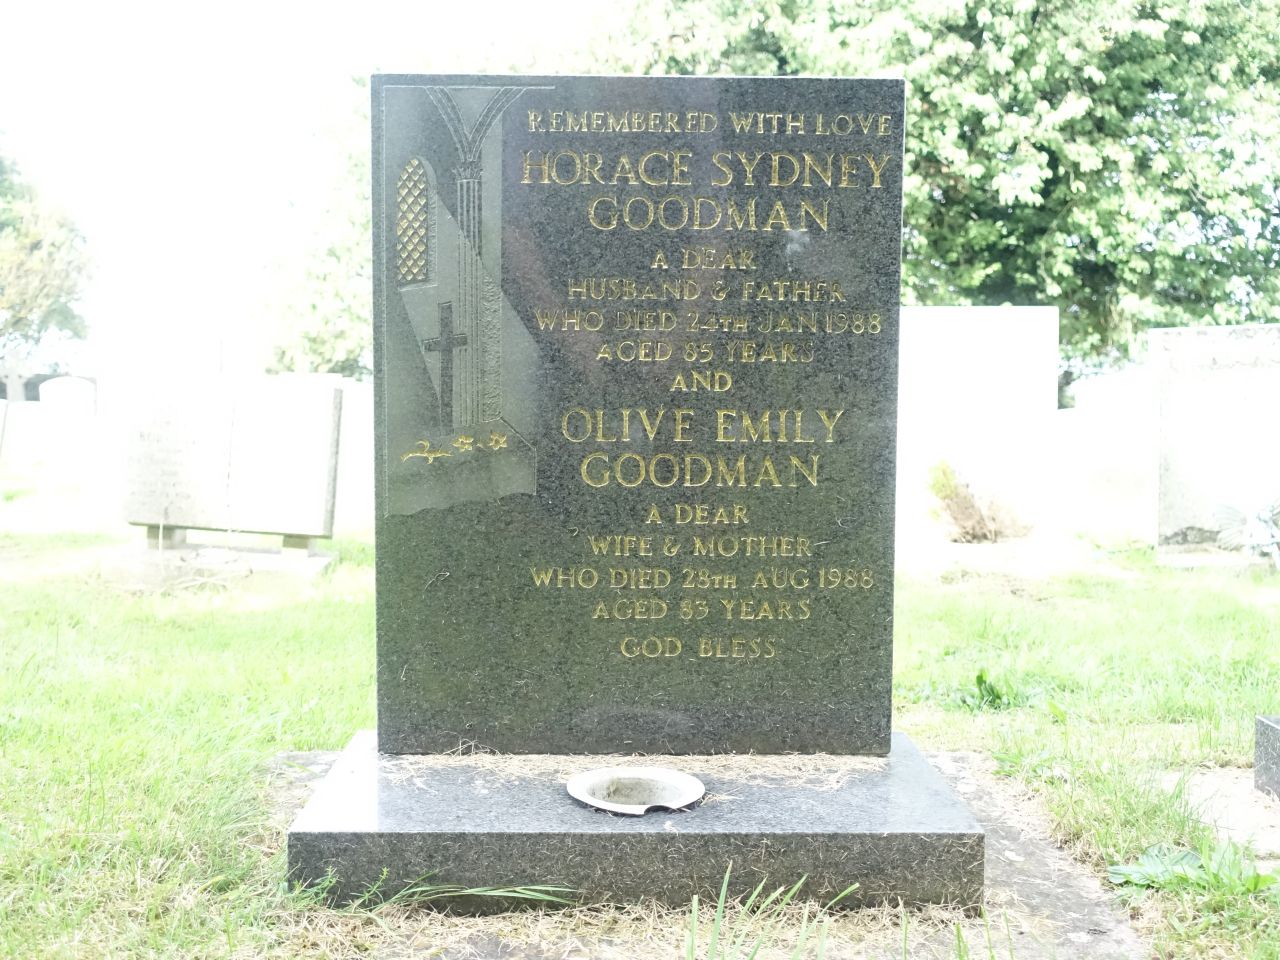 REMEMBERED WITH LOVE
HORACE SYDNEY
GOODMAN
A DEAR
HUSBAND & FATHER
WHO DIED 24TH JAN 1988
AGED 85 YEARS
AND
OLIVE EMILY
GOODMAN
A DEAR
WIFE & MOTHER
WHO DIED 28TH AUG 1988
AGED 83 YEARS
GOD BLESS